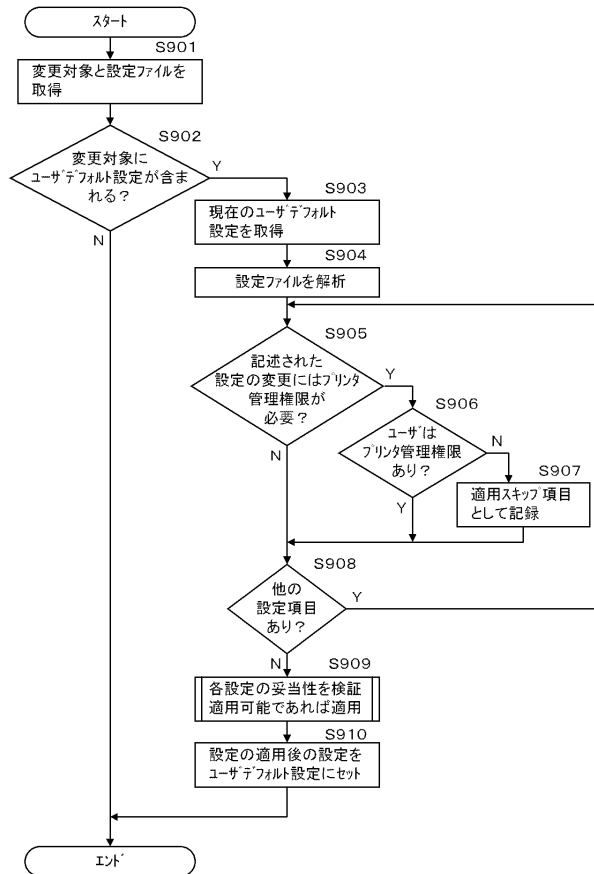 スタート
S901
変更対象と設定ファイルを
取得
S902
変更対象に
ユーザデフォルト設定が含ま
れる？
Y
N
S903
現在のユーザデフォルト
設定を取得
S904
設定ファイルを解析
S905
記述された
設定の変更にはプリンタ
管理権限が
必要？
Y
N
S906
ユーザは
プリンタ管理権限
あり？
N
Y
S907
適用スキップ項目
として記録
S908
他の
設定項目
あり？
Y
N
S909
各設定の妥当性を検証
適用可能であれば適用
S910
設定の適用後の設定を
ユーザデフォルト設定にセット
エンド